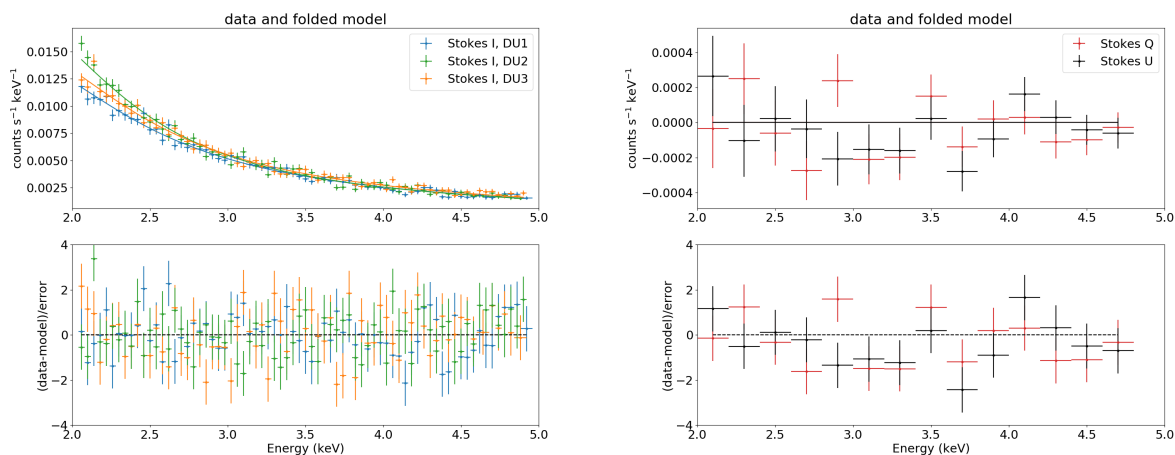 data and folded model
Stokes I, DU1
Stokes I, DU2
Stokes I, DU3
counts s⁻¹ keV⁻¹
0.0150
0.0125
0.0100
0.0075
0.0050
0.0025
2.0 2.5 3.0 3.5 4.0 4.5 5.0
(data-model)/error
4
2
0
−2
−4
2.0 2.5 3.0 3.5 4.0 4.5 5.0
Energy (keV)
data and folded model
Stokes Q
Stokes U
counts s⁻¹ keV⁻¹
0.0004
0.0002
0.0000
−0.0002
−0.0004
2.0 2.5 3.0 3.5 4.0 4.5 5.0
(data-model)/error
4
2
0
−2
−4
2.0 2.5 3.0 3.5 4.0 4.5 5.0
Energy (keV)